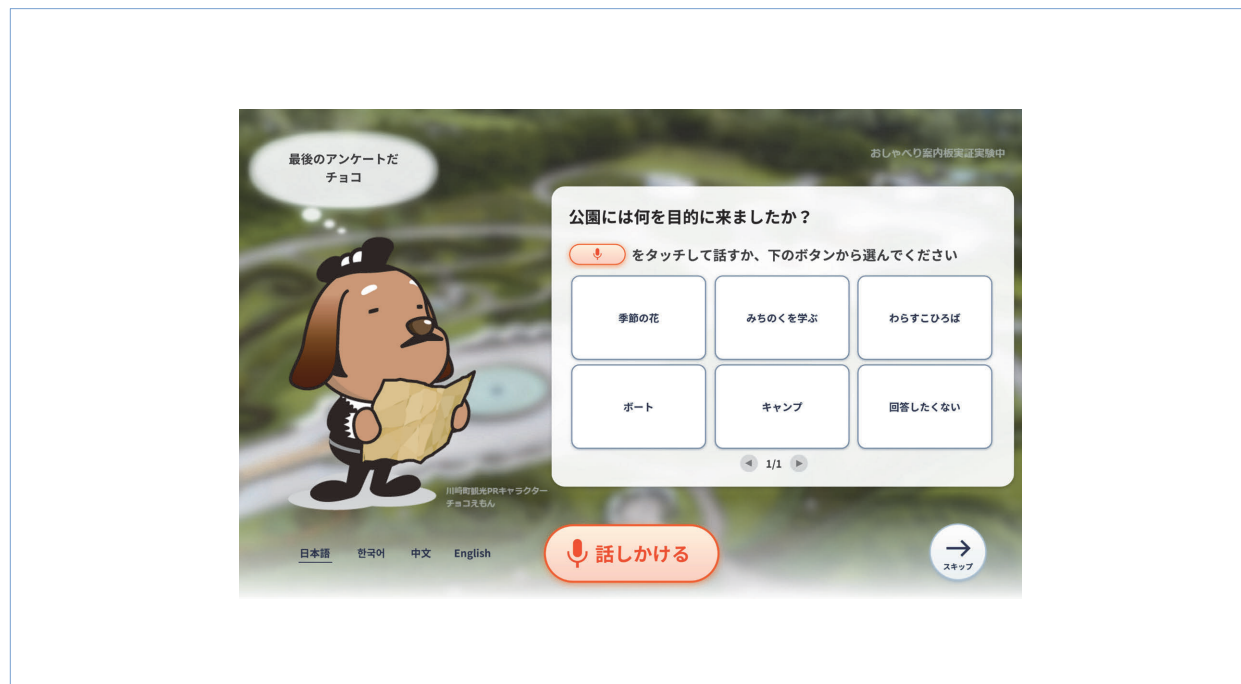 最後のアンケートだ
チョコ
おしゃべり案内板実証実験中
公園には何を目的に来ましたか？
をタッチして話すか、下のボタンから選んでください
季節の花
みちのくを学ぶ
わらすこひろば
ボート
キャンプ
回答したくない
1/1
川崎町観光PRキャラクター
チョコえもん
日本語 한국어 中文 English
話しかける
スキップ